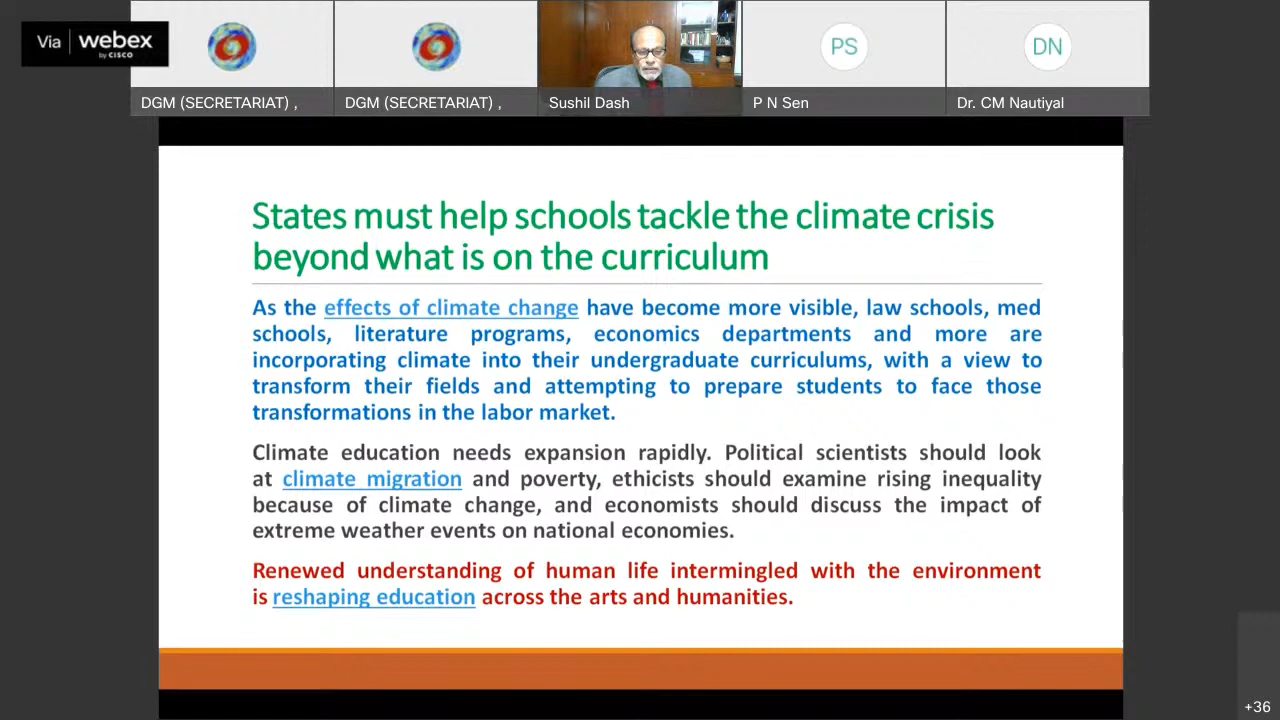 Via webex
by CISCO
DGM (SECRETARIAT) ,
DGM (SECRETARIAT) ,
Sushil Dash
PS
P N Sen
DN
Dr. CM Nautiyal
States must help schools tackle the climate crisis
beyond what is on the curriculum
As the effects of climate change have become more visible, law schools, med
schools, literature programs, economics departments and more are
incorporating climate into their undergraduate curriculums, with a view to
transform their fields and attempting to prepare students to face those
transformations in the labor market.
Climate education needs expansion rapidly. Political scientists should look
at climate migration and poverty, ethicists should examine rising inequality
because of climate change, and economists should discuss the impact of
extreme weather events on national economies.
Renewed understanding of human life intermingled with the environment
is reshaping education across the arts and humanities.
+36